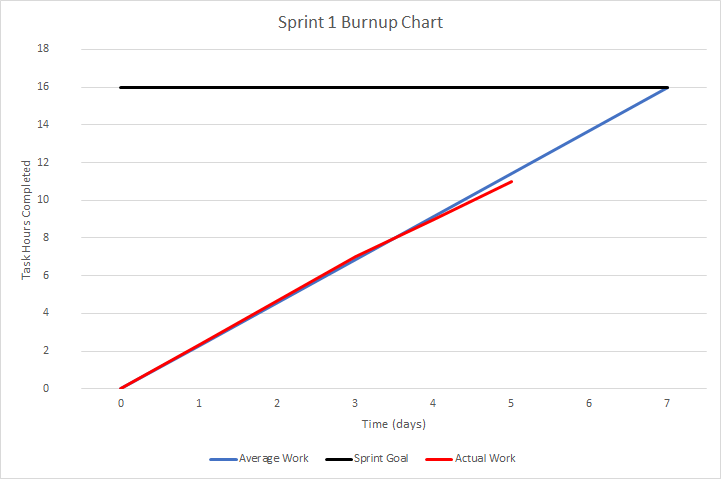 Sprint 1 Burnup Chart
18
16
14
12
10
8
6
4
2
0
Task Hours Completed
0 1 2 3 4 5 6 7
Time (days)
Average Work Sprint Goal Actual Work